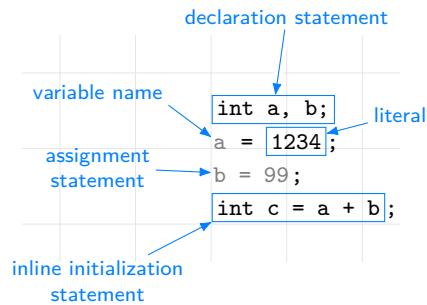 declaration statement
variable name
int a, b;
literal
a = 1234;
assignment
statement
b = 99;
int c = a + b;
inline initialization
statement